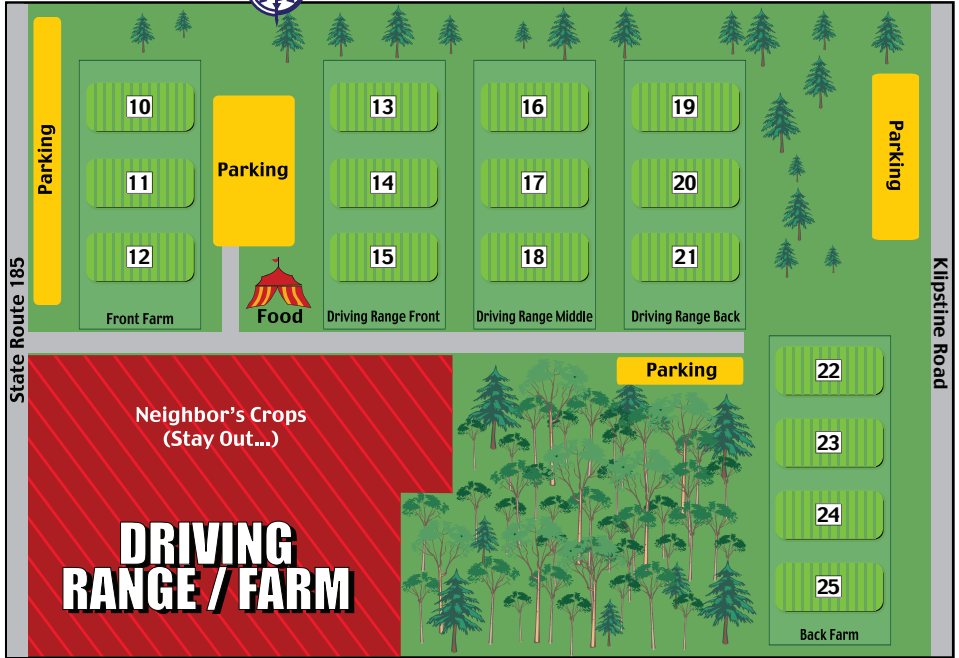 State Route 185
Parking
10
11
12
Front Farm
Parking
Food
13
14
15
Driving Range Front
16
17
18
Driving Range Middle
19
20
21
Driving Range Back
Parking
Klipstine Road
Parking
22
23
24
25
Back Farm
Neighbor's Crops
(Stay Out...)
DRIVING
RANGE / FARM